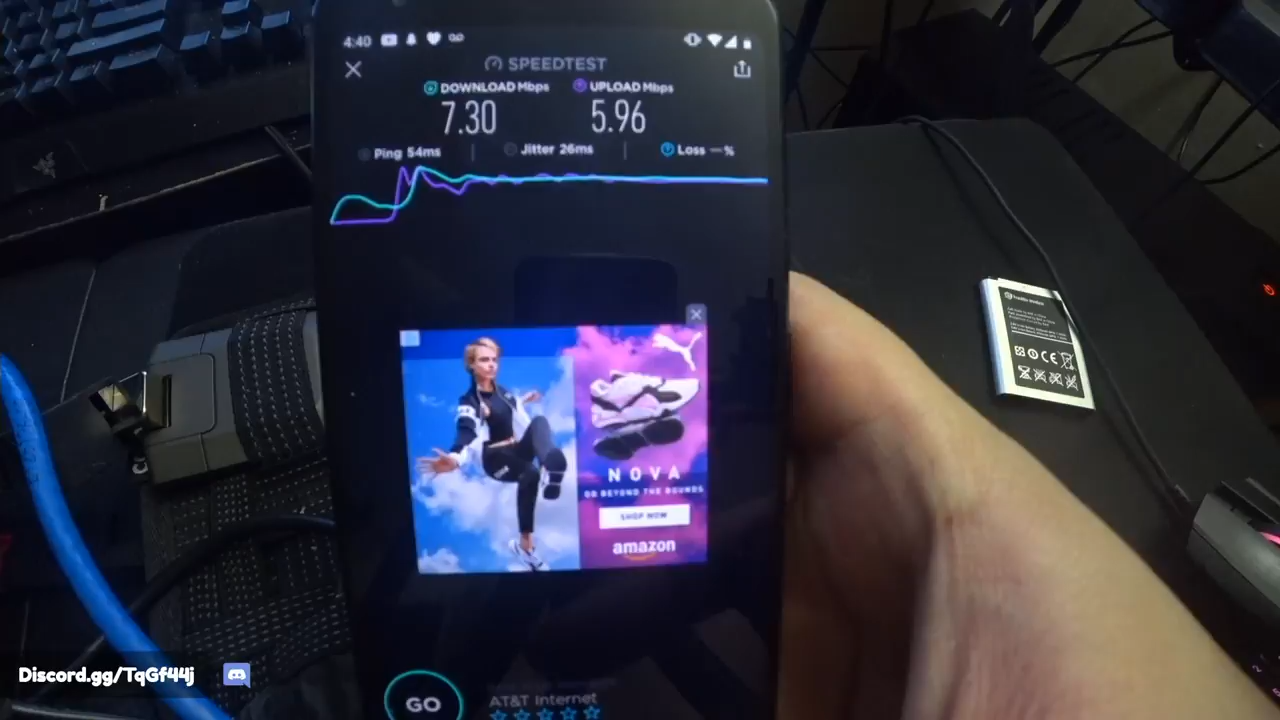 4:40
SPEEDTEST
DOWNLOAD Mbps
UPLOAD Mbps
7.30
5.96
Ping 54ms
Jitter 26ms
Loss — %
NOVA
GO BEYOND THE BOUNDS
SHOP NOW
amazon
Discord.gg/TqGf44j
GO
AT&T Internet